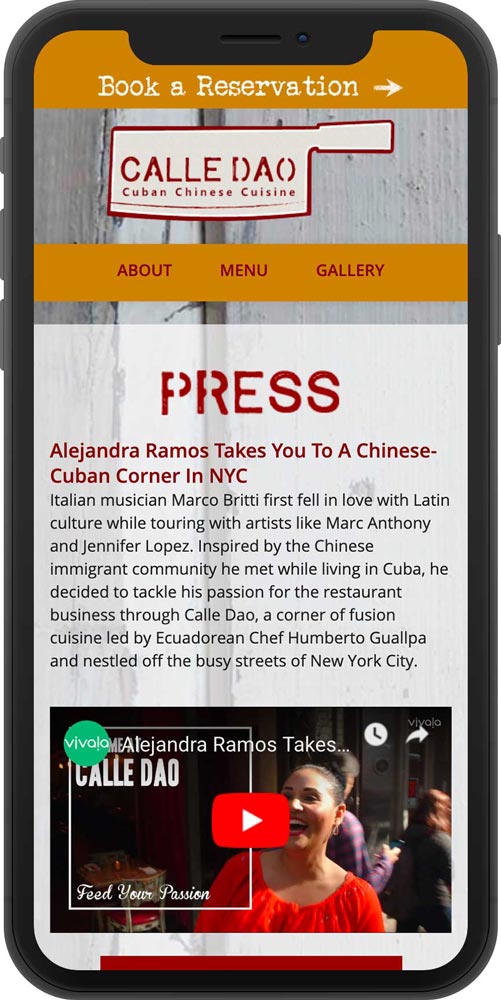 Book a Reservation →
CALLE DAO
Cuban Chinese Cuisine
ABOUT MENU GALLERY
PRESS
Alejandra Ramos Takes You To A Chinese-
Cuban Corner In NYC
Italian musician Marco Britti first fell in love with Latin
culture while touring with artists like Marc Anthony
and Jennifer Lopez. Inspired by the Chinese
immigrant community he met while living in Cuba, he
decided to tackle his passion for the restaurant
business through Calle Dao, a corner of fusion
cuisine led by Ecuadorean Chef Humberto Guallpa
and nestled off the busy streets of New York City.
vivala
vivala Alejandra Ramos Takes...
CALLE DAO
Feed Your Passion